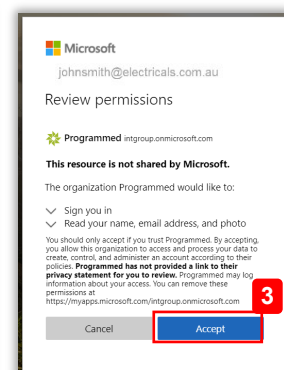 Microsoft
johnsmith@electricals.com.au
Review permissions
Programmed intgroup.onmicrosoft.com
This resource is not shared by Microsoft.
The organization Programmed would like to:
Sign you in
Read your name, email address, and photo
You should only accept if you trust Programmed. By accepting,
you allow this organization to access and process your data to
create, control, and administer an account according to their
policies. Programmed has not provided a link to their
privacy statement for you to review. Programmed may log
information about your access. You can remove these
permissions at
https://myapps.microsoft.com/intgroup.onmicrosoft.com
3
Cancel
Accept